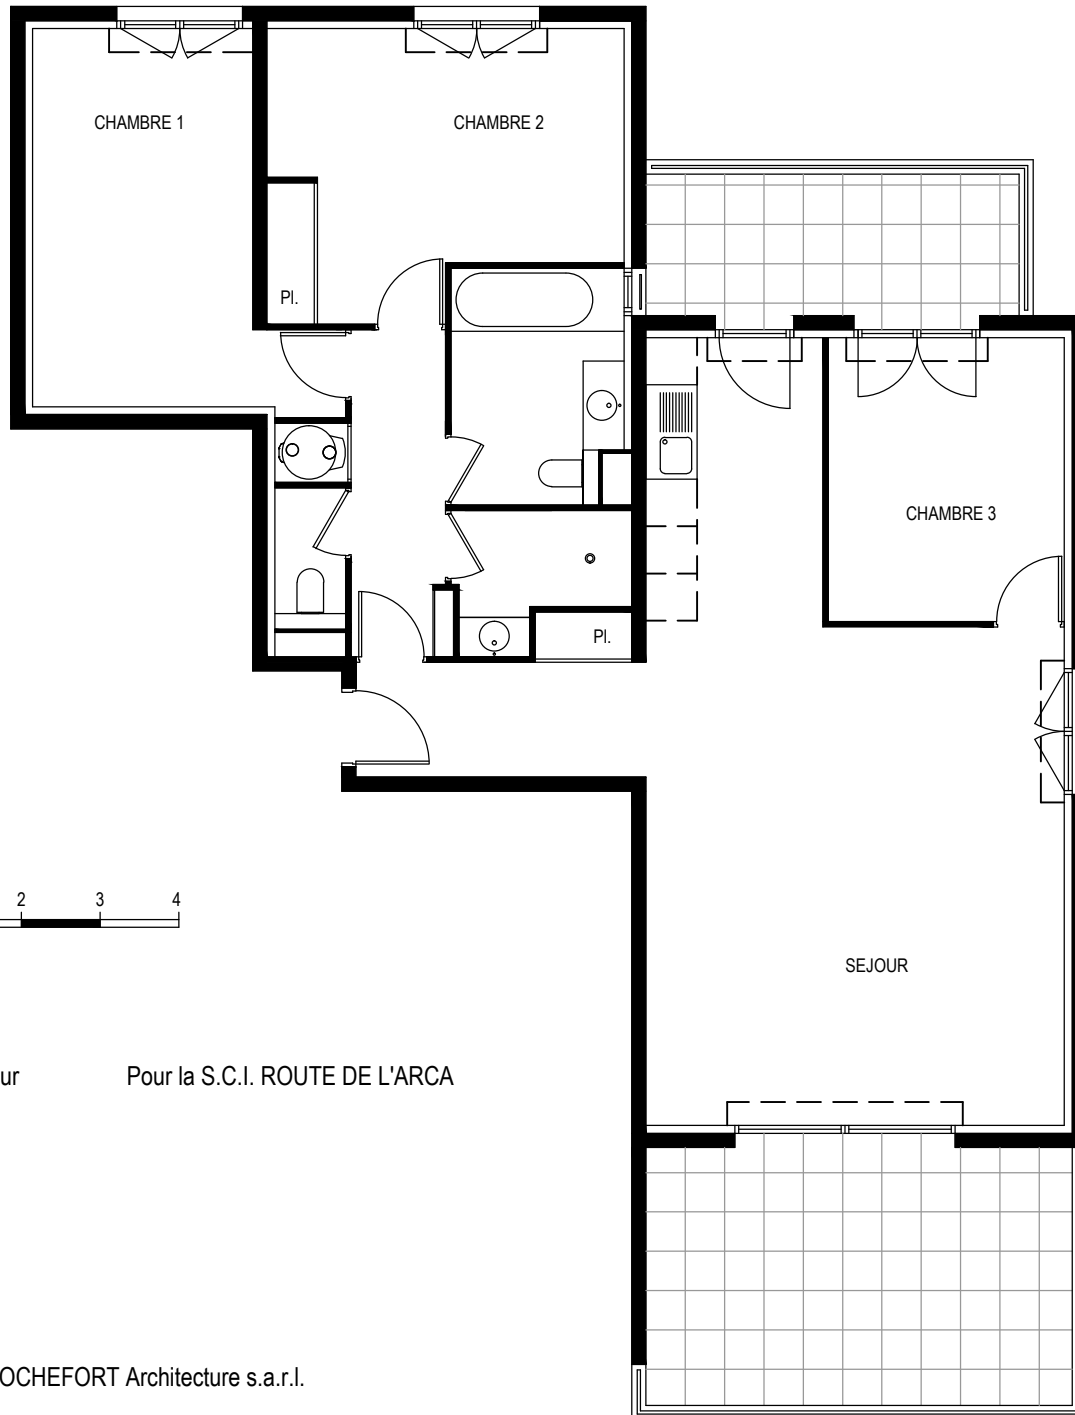 CHAMBRE 1
CHAMBRE 2
Pl.
CHAMBRE 3
Pl.
2 3 4
SEJOUR
ur Pour la S.C.I. ROUTE DE L'ARCA
OCHEFORT Architecture s.a.r.l.